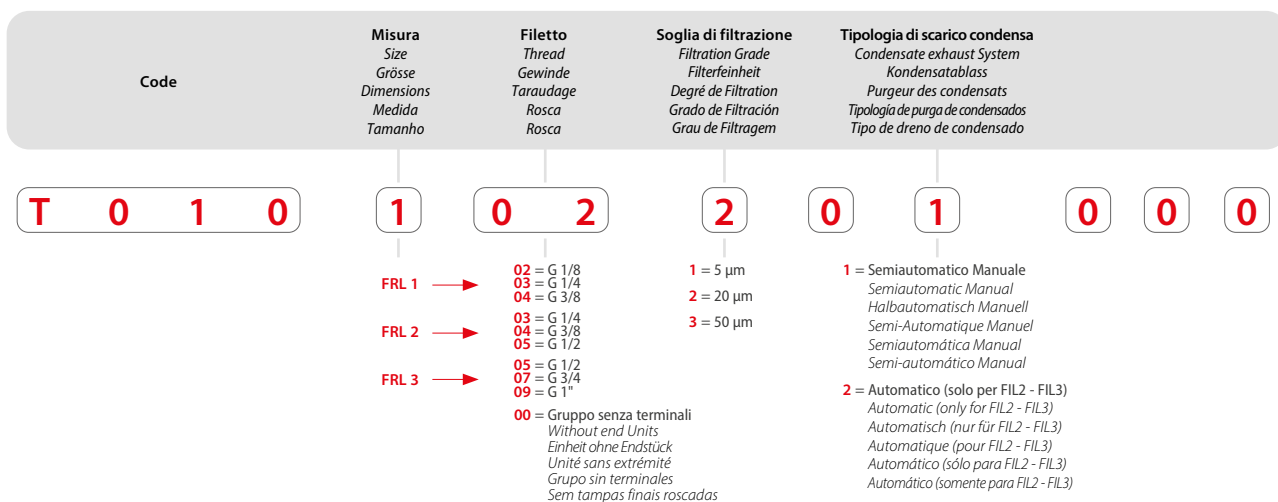 Code
Misura
Size
Grösse
Dimensions
Medida
Tamanho
Filetto
Thread
Gewinde
Taraudage
Rosca
Rosca
Soglia di filtrazione
Filtration Grade
Filterfeinheit
Degré de Filtration
Grado de Filtración
Grau de Filtragem
Tipologia di scarico condensa
Condensate exhaust System
Kondensatablass
Purgeur des condensats
Tipología de purga de condensados
Tipo de dreno de condensado
T 0 1 0 1 0 2 2 0 1 0 0 0
FRL 1
02 = G 1/8
03 = G 1/4
04 = G 3/8
FRL 2
03 = G 1/4
04 = G 3/8
05 = G 1/2
FRL 3
05 = G 1/2
07 = G 3/4
09 = G 1"
00 = Gruppo senza terminali
Without end Units
Einheit ohne Endstück
Unité sans extrémité
Grupo sin terminales
Sem tampas finais roscadas
1 = 5 µm
2 = 20 µm
3 = 50 µm
1 = Semiautomatico Manuale
Semiautomatic Manual
Halbautomatisch Manuell
Semi-Automatique Manuel
Semiautomática Manual
Semi-automático Manual
2 = Automatico (solo per FIL2 - FIL3)
Automatic (only for FIL2 - FIL3)
Automatisch (nur für FIL2 - FIL3)
Automatique (pour FIL2 - FIL3)
Automático (sólo para FIL2 - FIL3)
Automático (somente para FIL2 - FIL3)